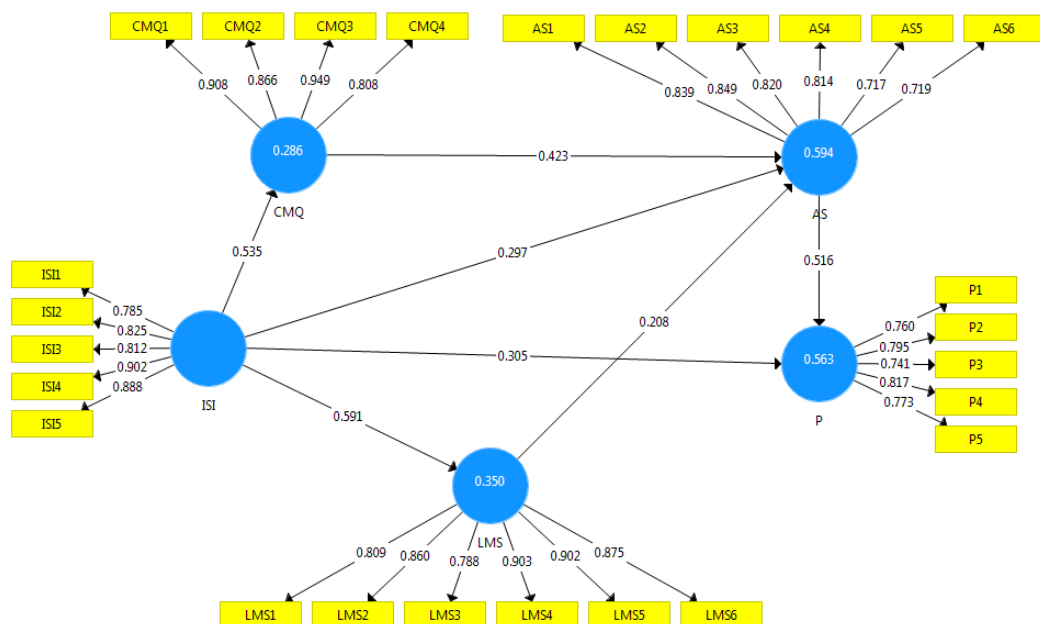 CMQ1 CMQ2 CMQ3 CMQ4 AS1 AS2 AS3 AS4 AS5 AS6
0.908 0.866 0.949 0.808 0.839 0.849 0.820 0.814 0.717 0.719
0.286 0.423 0.594
CMQ AS
0.535 0.297 0.516
ISI1
ISI2
ISI3
ISI4
ISI5
0.785
0.825
0.812
0.902
0.888
ISI
0.208
0.305
0.563
P
P1
P2
P3
P4
P5
0.760
0.795
0.741
0.817
0.773
0.591
0.350
LMS
0.809 0.860 0.788 0.903 0.902 0.875
LMS1 LMS2 LMS3 LMS4 LMS5 LMS6